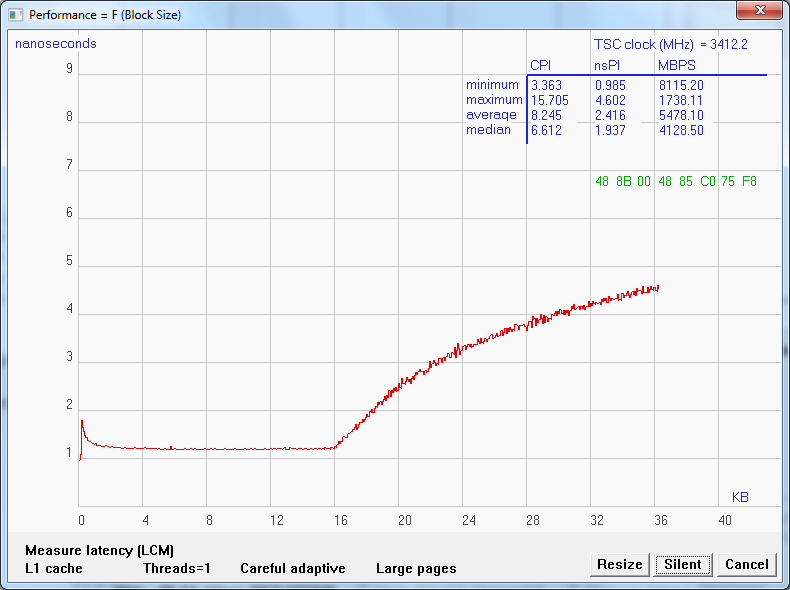 Performance = F (Block Size)
nanoseconds
TSC clock (MHz) = 3412.2
CPI nsPI MBPS
minimum 3.363 0.985 8115.20
maximum 15.705 4.602 1738.11
average 8.245 2.416 5478.10
median 6.612 1.937 4128.50
48 8B 00 48 85 C0 75 F8
9
8
7
6
5
4
3
2
1
KB
0 4 8 12 16 20 24 28 32 36 40
Measure latency (LCM)
L1 cache Threads=1 Careful adaptive Large pages
Resize Silent Cancel